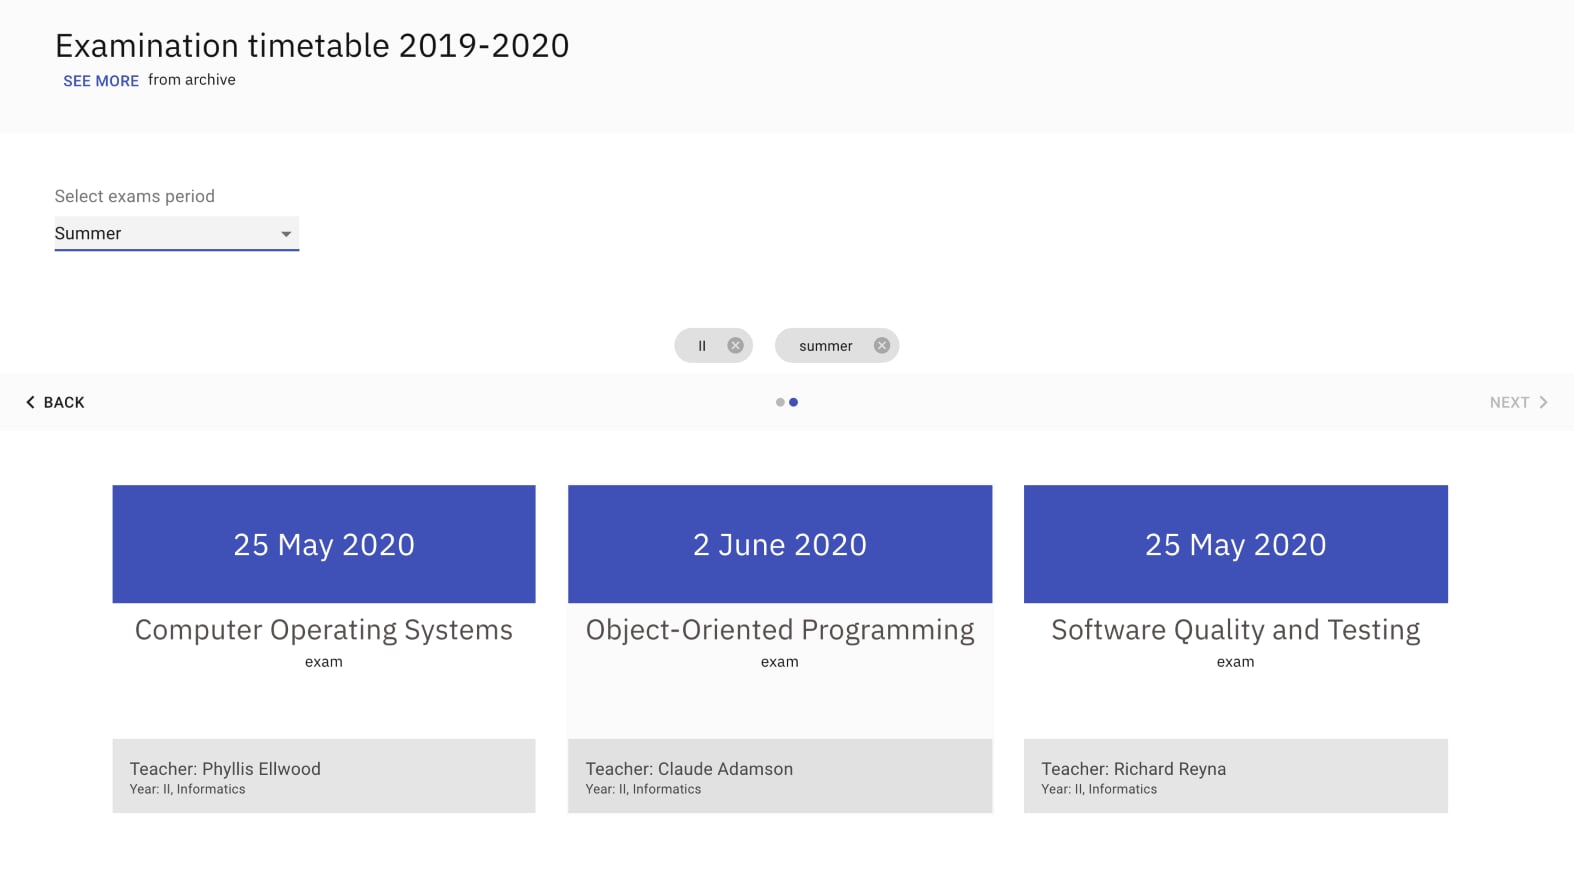 Examination timetable 2019-2020
SEE MORE from archive
Select exams period
Summer
II
summer
BACK
NEXT
25 May 2020
Computer Operating Systems
exam
Teacher: Phyllis Ellwood
Year: II, Informatics
2 June 2020
Object-Oriented Programming
exam
Teacher: Claude Adamson
Year: II, Informatics
25 May 2020
Software Quality and Testing
exam
Teacher: Richard Reyna
Year: II, Informatics